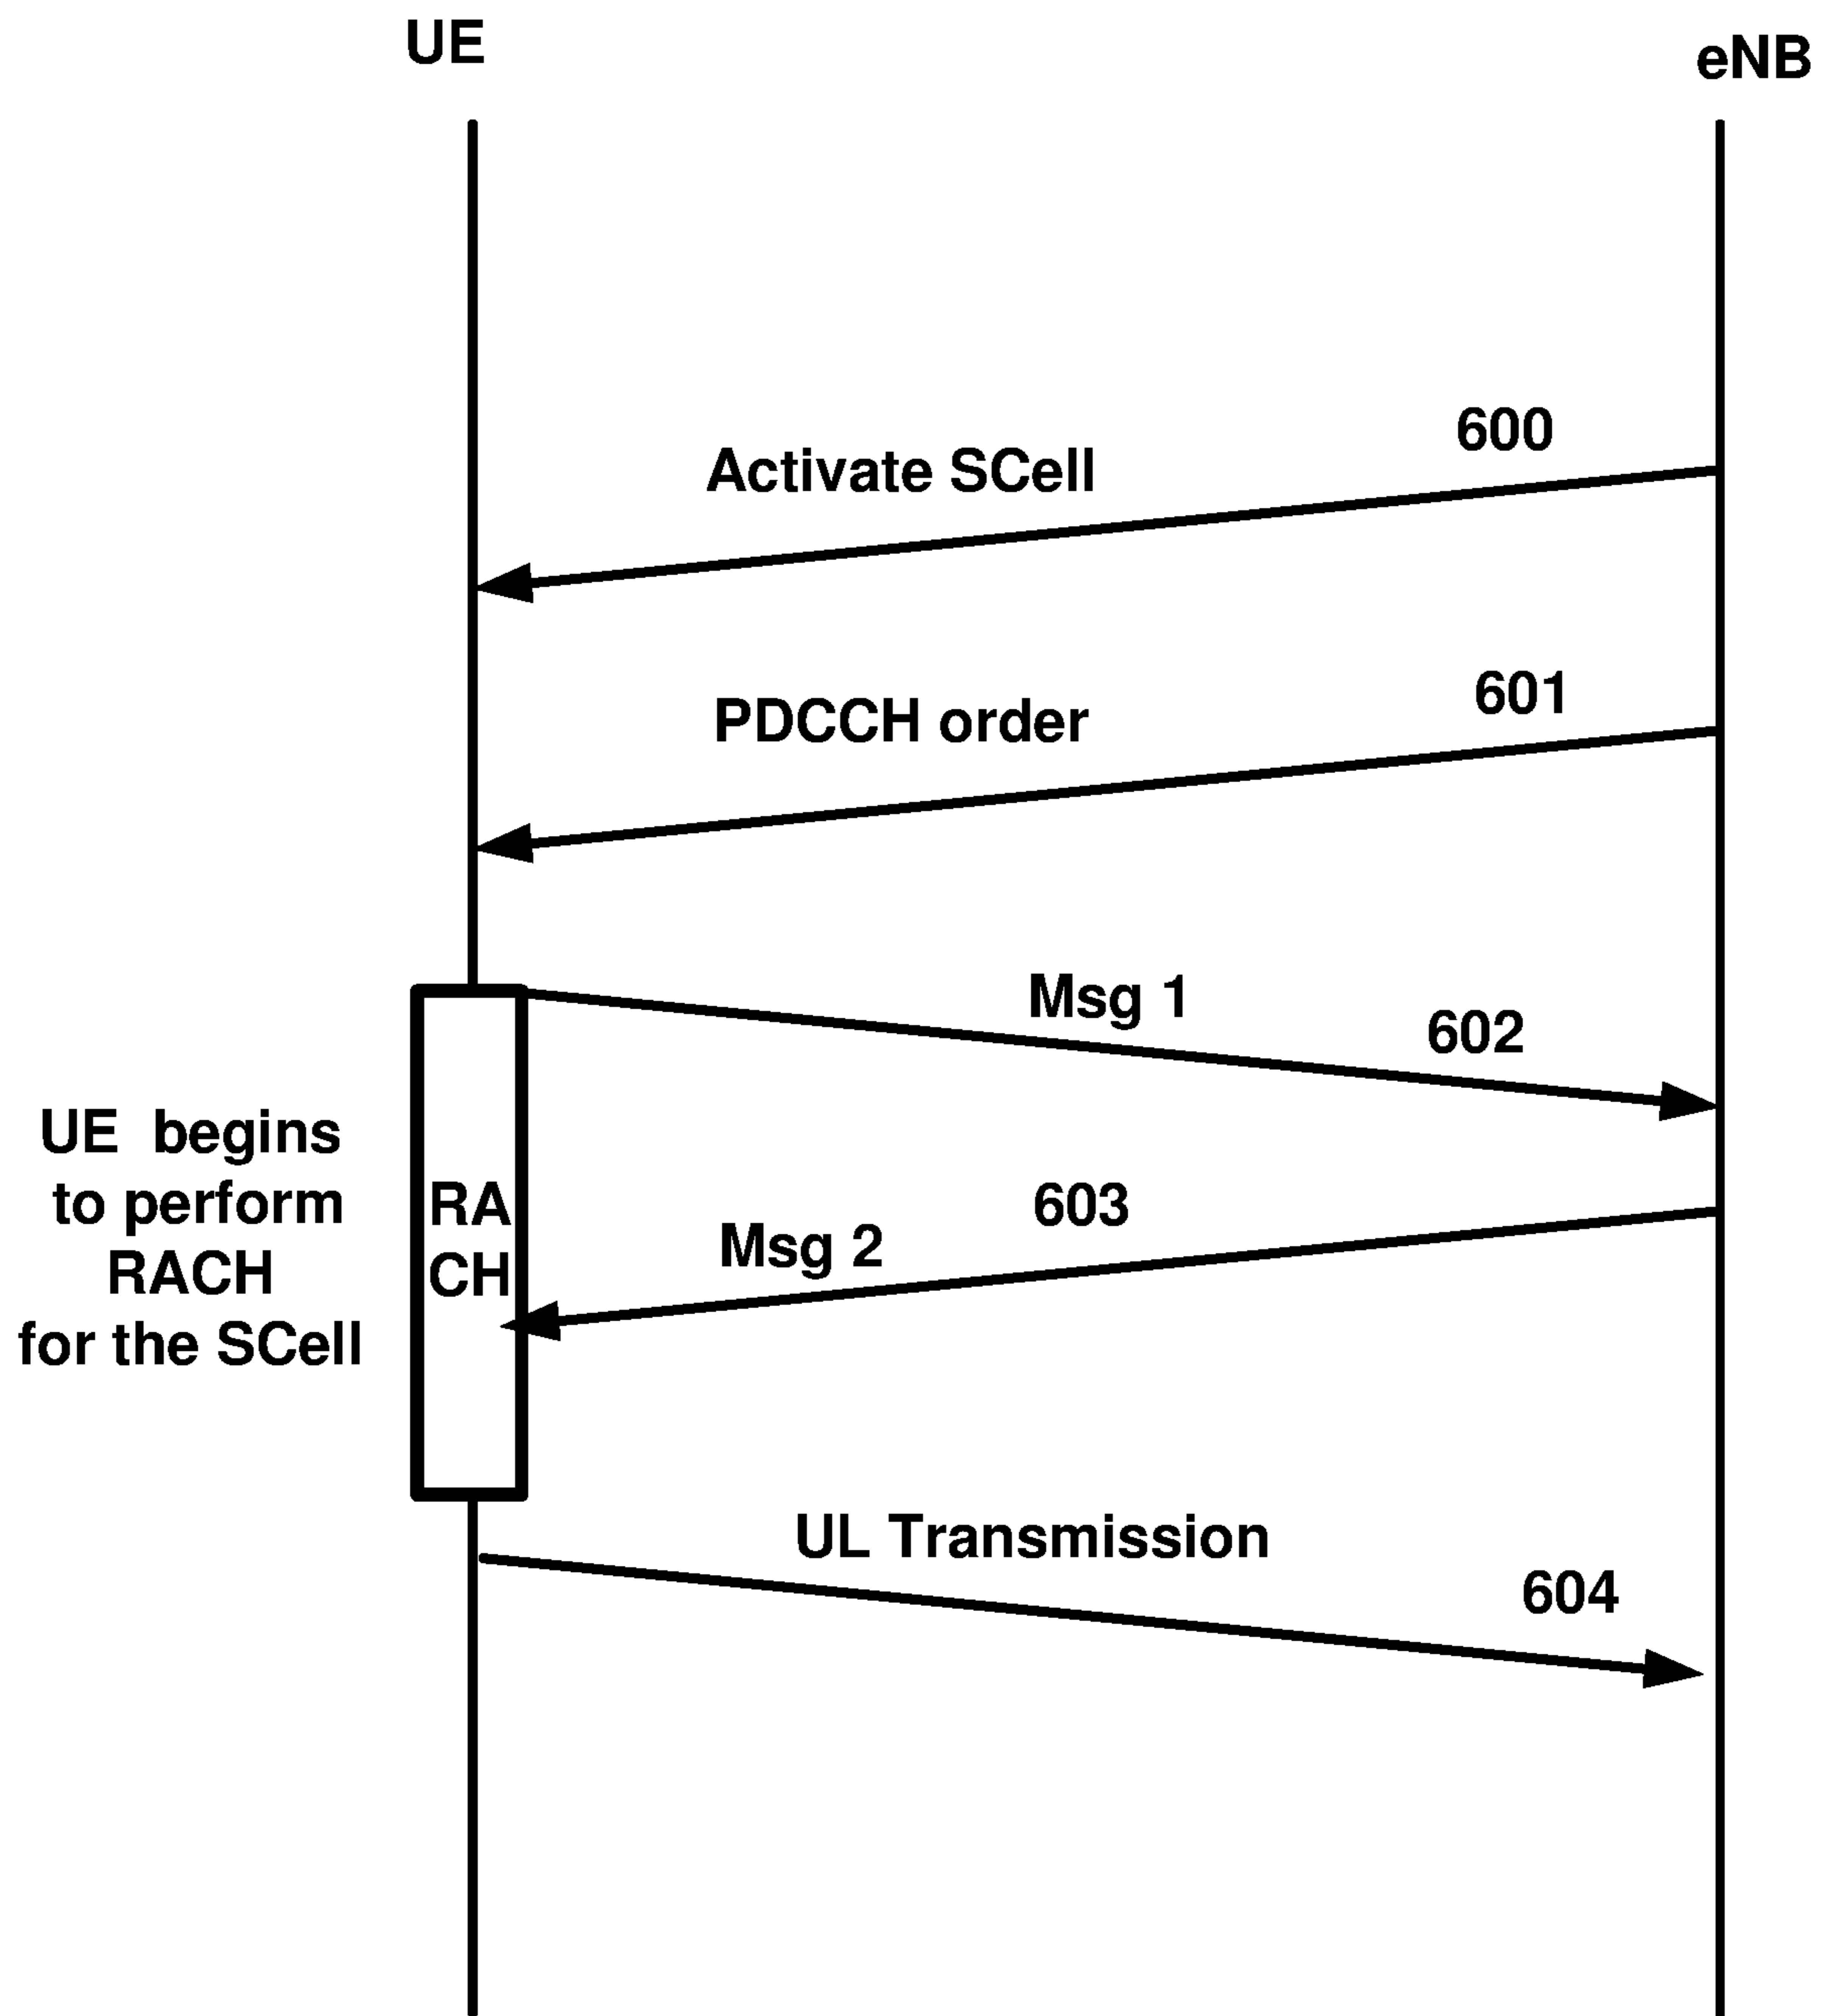 UE
eNB
600
Activate SCell
601
PDCCH order
Msg 1
602
UE begins
to perform
RACH
for the SCell
RA
CH
603
Msg 2
UL Transmission
604